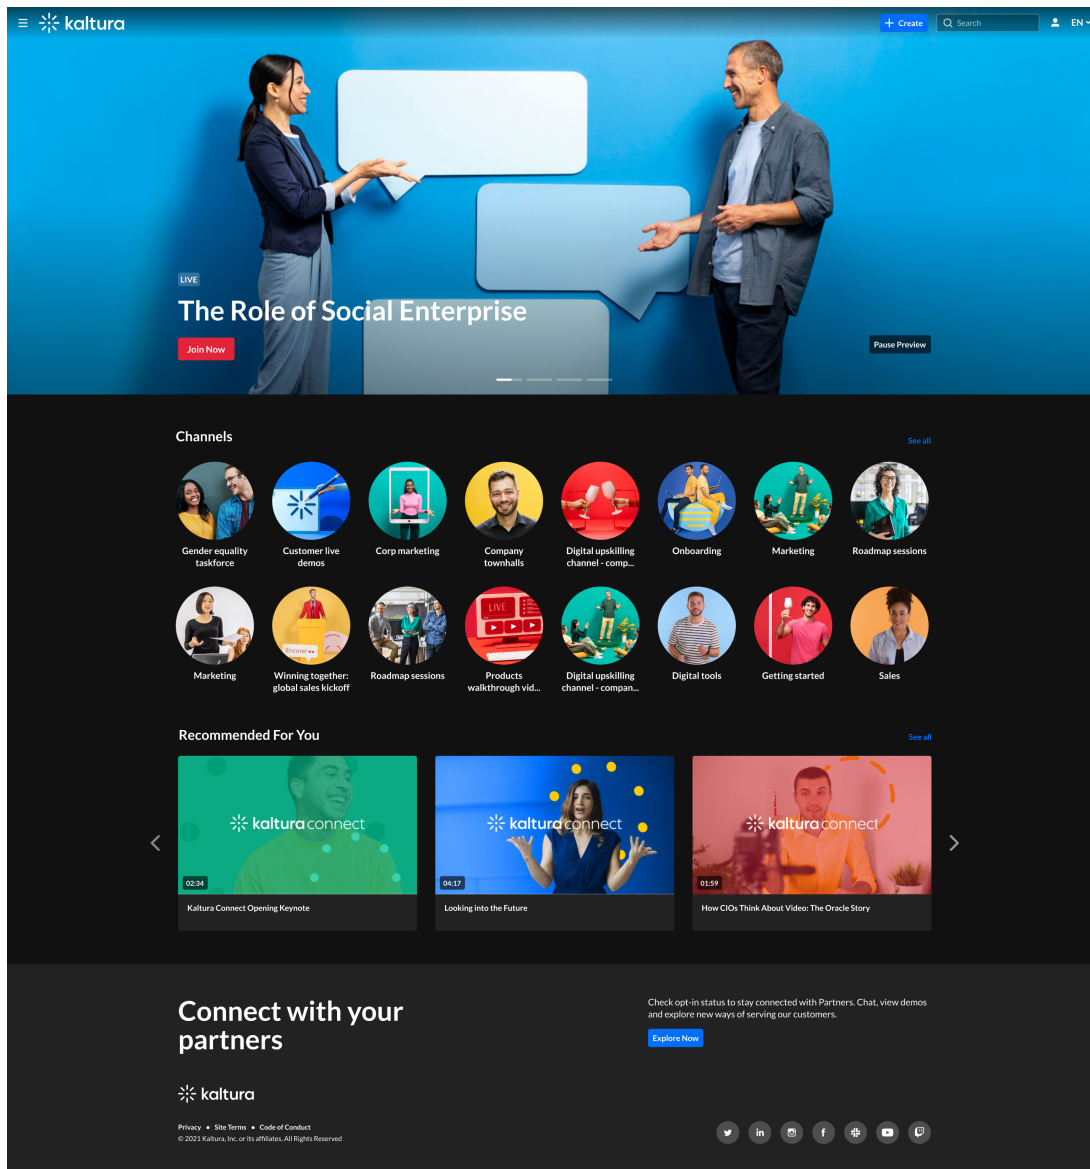 kaltura
+ Create
Search
EN
LIVE
The Role of Social Enterprise
Join Now
Pause Preview
Channels
See all
Gender equality
taskforce
Customer live
demos
Corp marketing
Company
townhalls
Digital upskilling
channel - comp...
Onboarding
Marketing
Roadmap sessions
LIVE
Encore!
Marketing
Winning together:
global sales kickoff
Roadmap sessions
Products
walkthrough vid...
Digital upskilling
channel - compan...
Digital tools
Getting started
Sales
Recommended For You
See all
kaltura connect
02:34
Kaltura Connect Opening Keynote
kaltura connect
04:17
Looking into the Future
kaltura connect
01:59
How CIOs Think About Video: The Oracle Story
Connect with your
partners
Check opt-in status to stay connected with Partners. Chat, view demos
and explore new ways of serving our customers.
Explore Now
kaltura
Privacy • Site Terms • Code of Conduct
© 2021 Kaltura, Inc. or its affiliates, All Rights Reserved